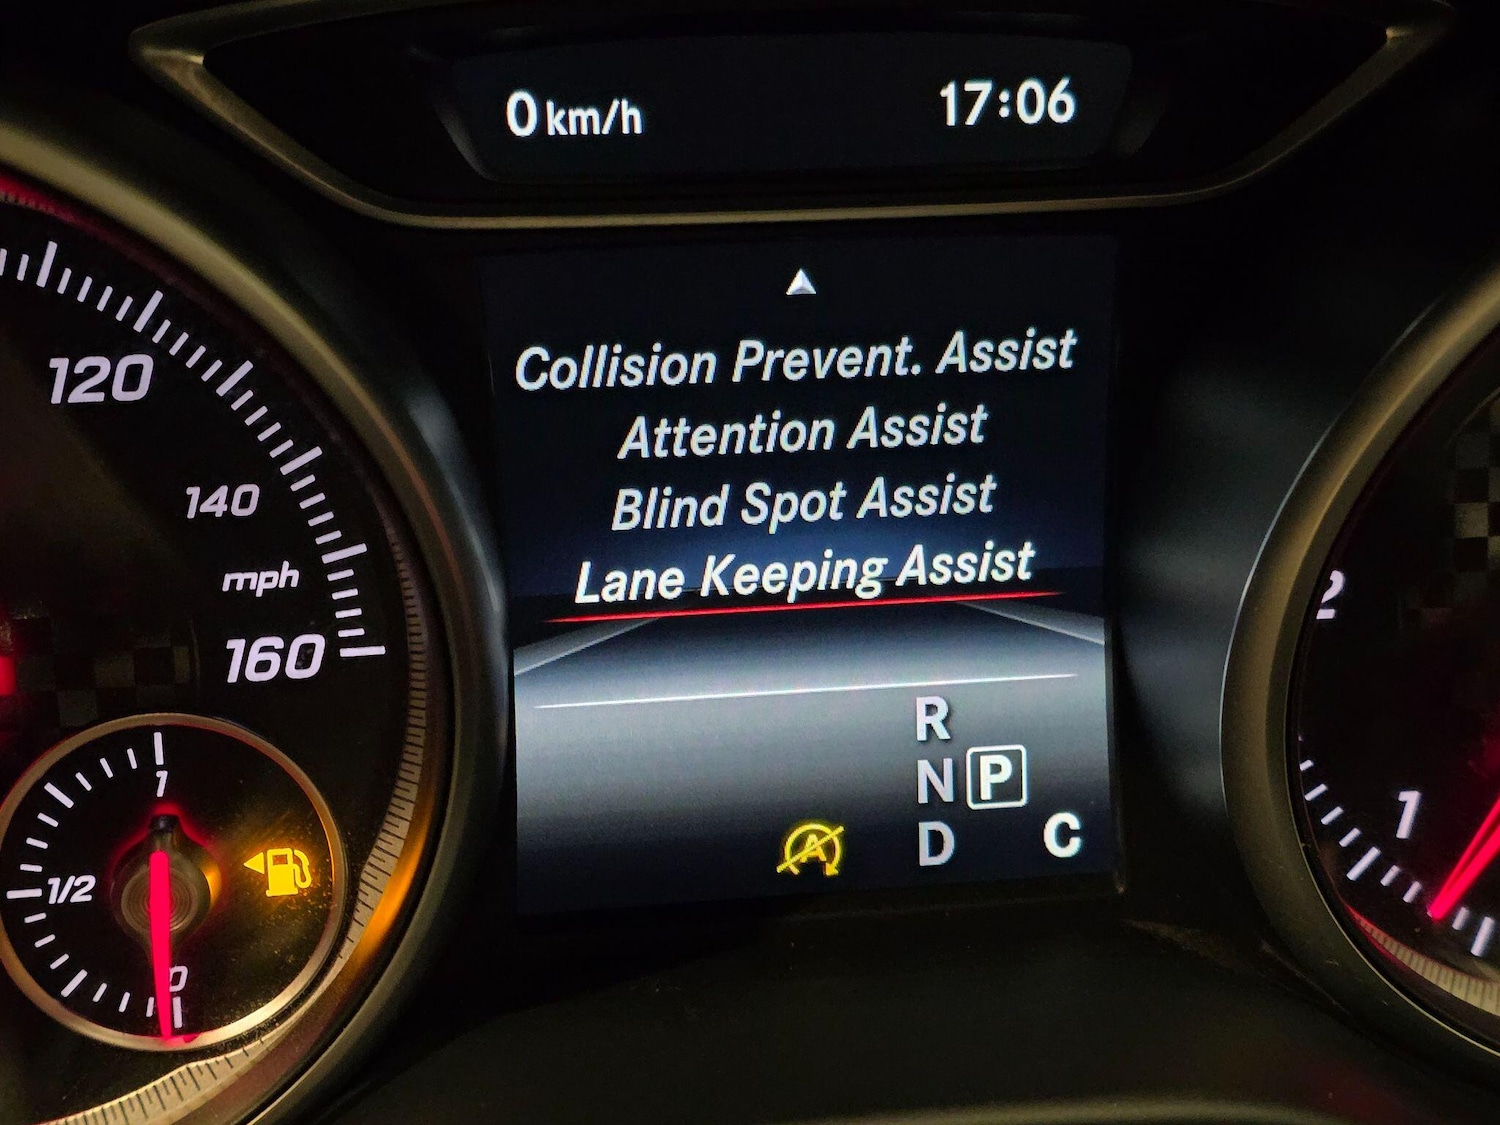 0 km/h 17:06
Collision Prevent. Assist
Attention Assist
Blind Spot Assist
Lane Keeping Assist
R
N P
D C
A
120
140
mph
160
1
1/2
0
2
1